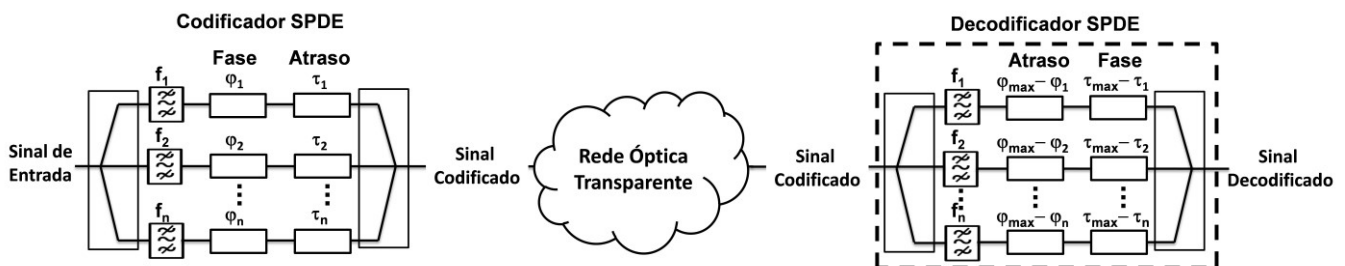 Codificador SPDE
Fase Atraso
f1 φ1 τ1
f2 φ2 τ2
fn φn τn
Sinal de
Entrada
Sinal
Codificado
Rede Óptica
Transparente
Sinal
Codificado
Decodificador SPDE
Atraso Fase
f1 φmax− φ1 τmax− τ1
f2 φmax− φ2 τmax− τ2
fn φmax− φn τmax− τn
Sinal
Decodificado